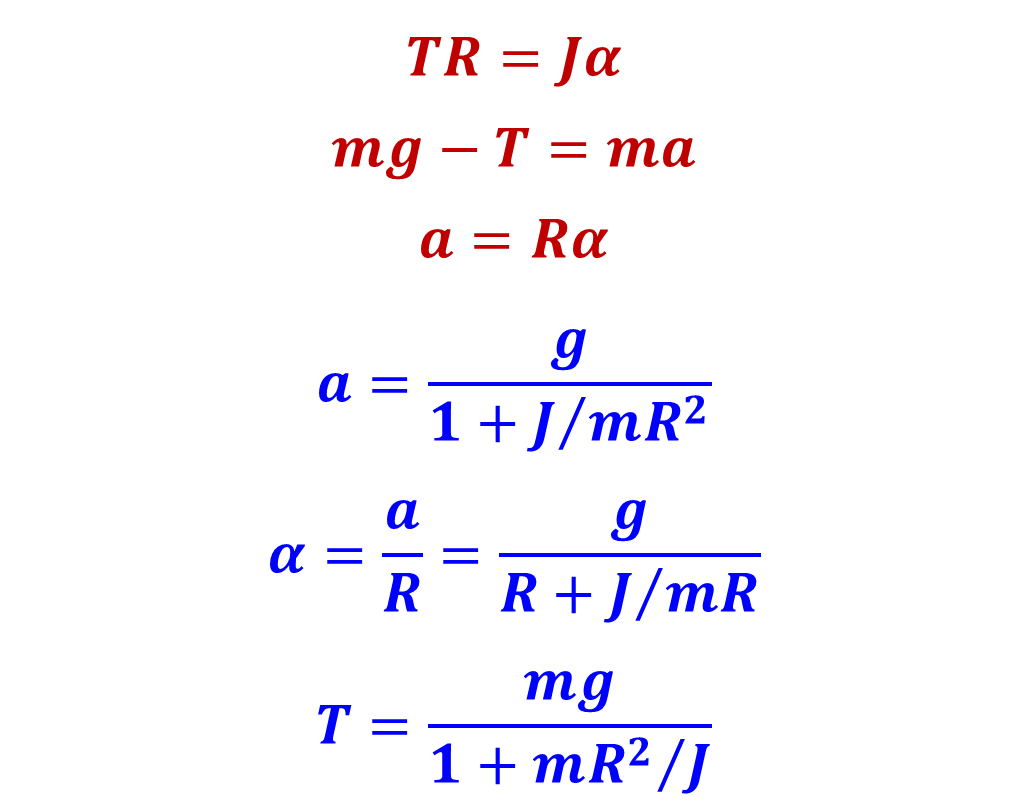 TR = Jα
mg − T = ma
a = Rα
a = g / (1 + J/mR²)
α = a/R = g / (R + J/mR)
T = mg / (1 + mR²/J)